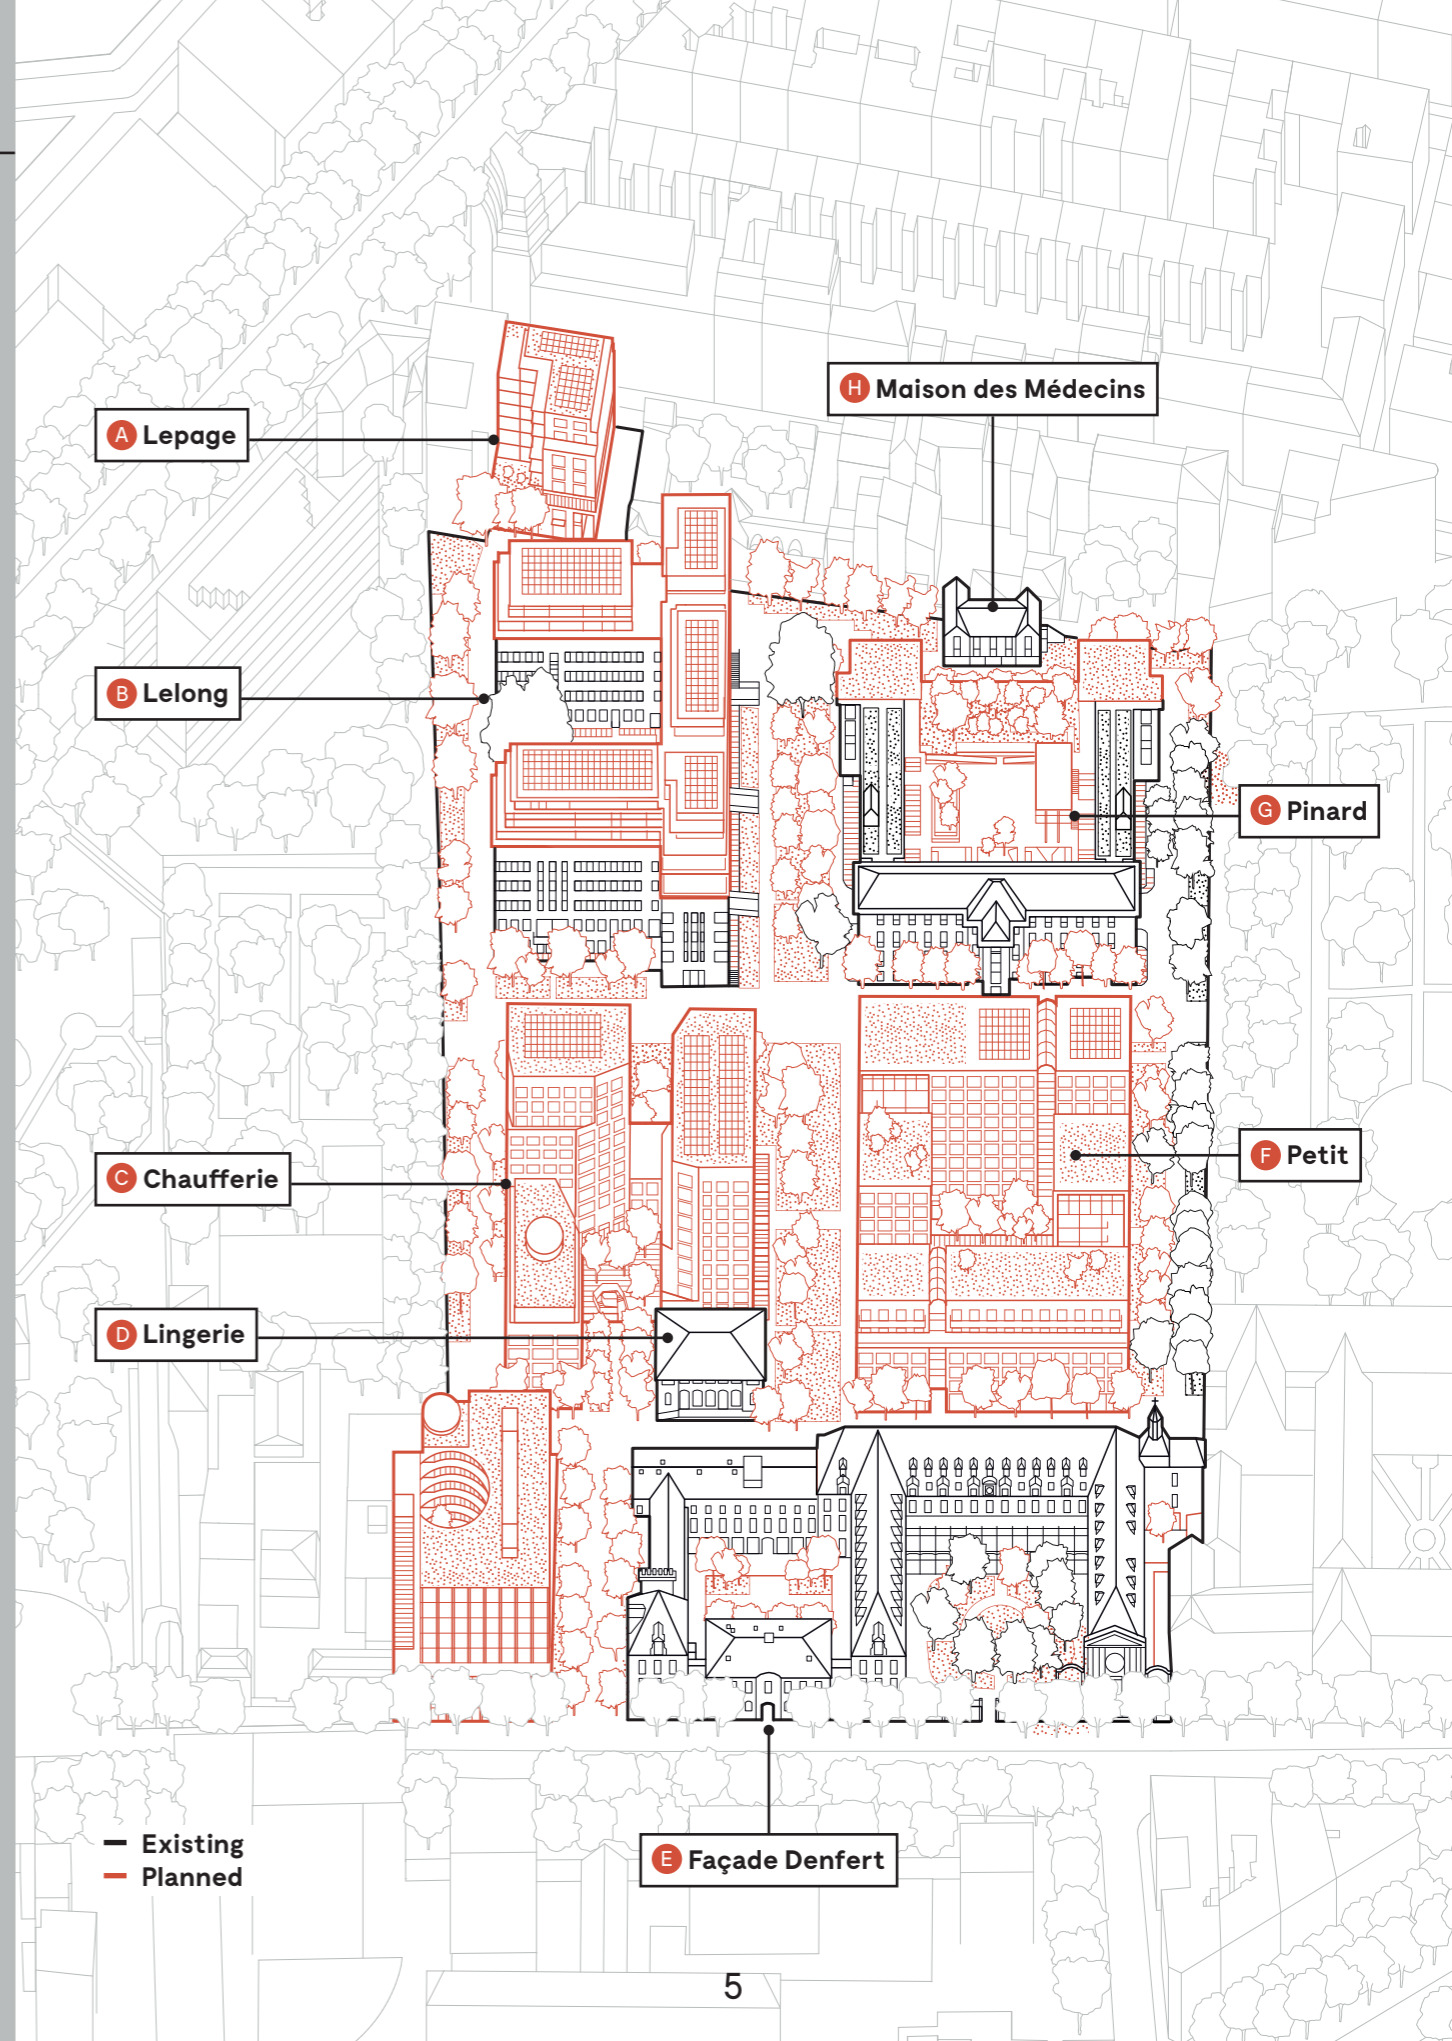 H Maison des Médecins
A Lepage
B Lelong
G Pinard
F Petit
C Chaufferie
D Lingerie
Existing
Planned
E Façade Denfert
5